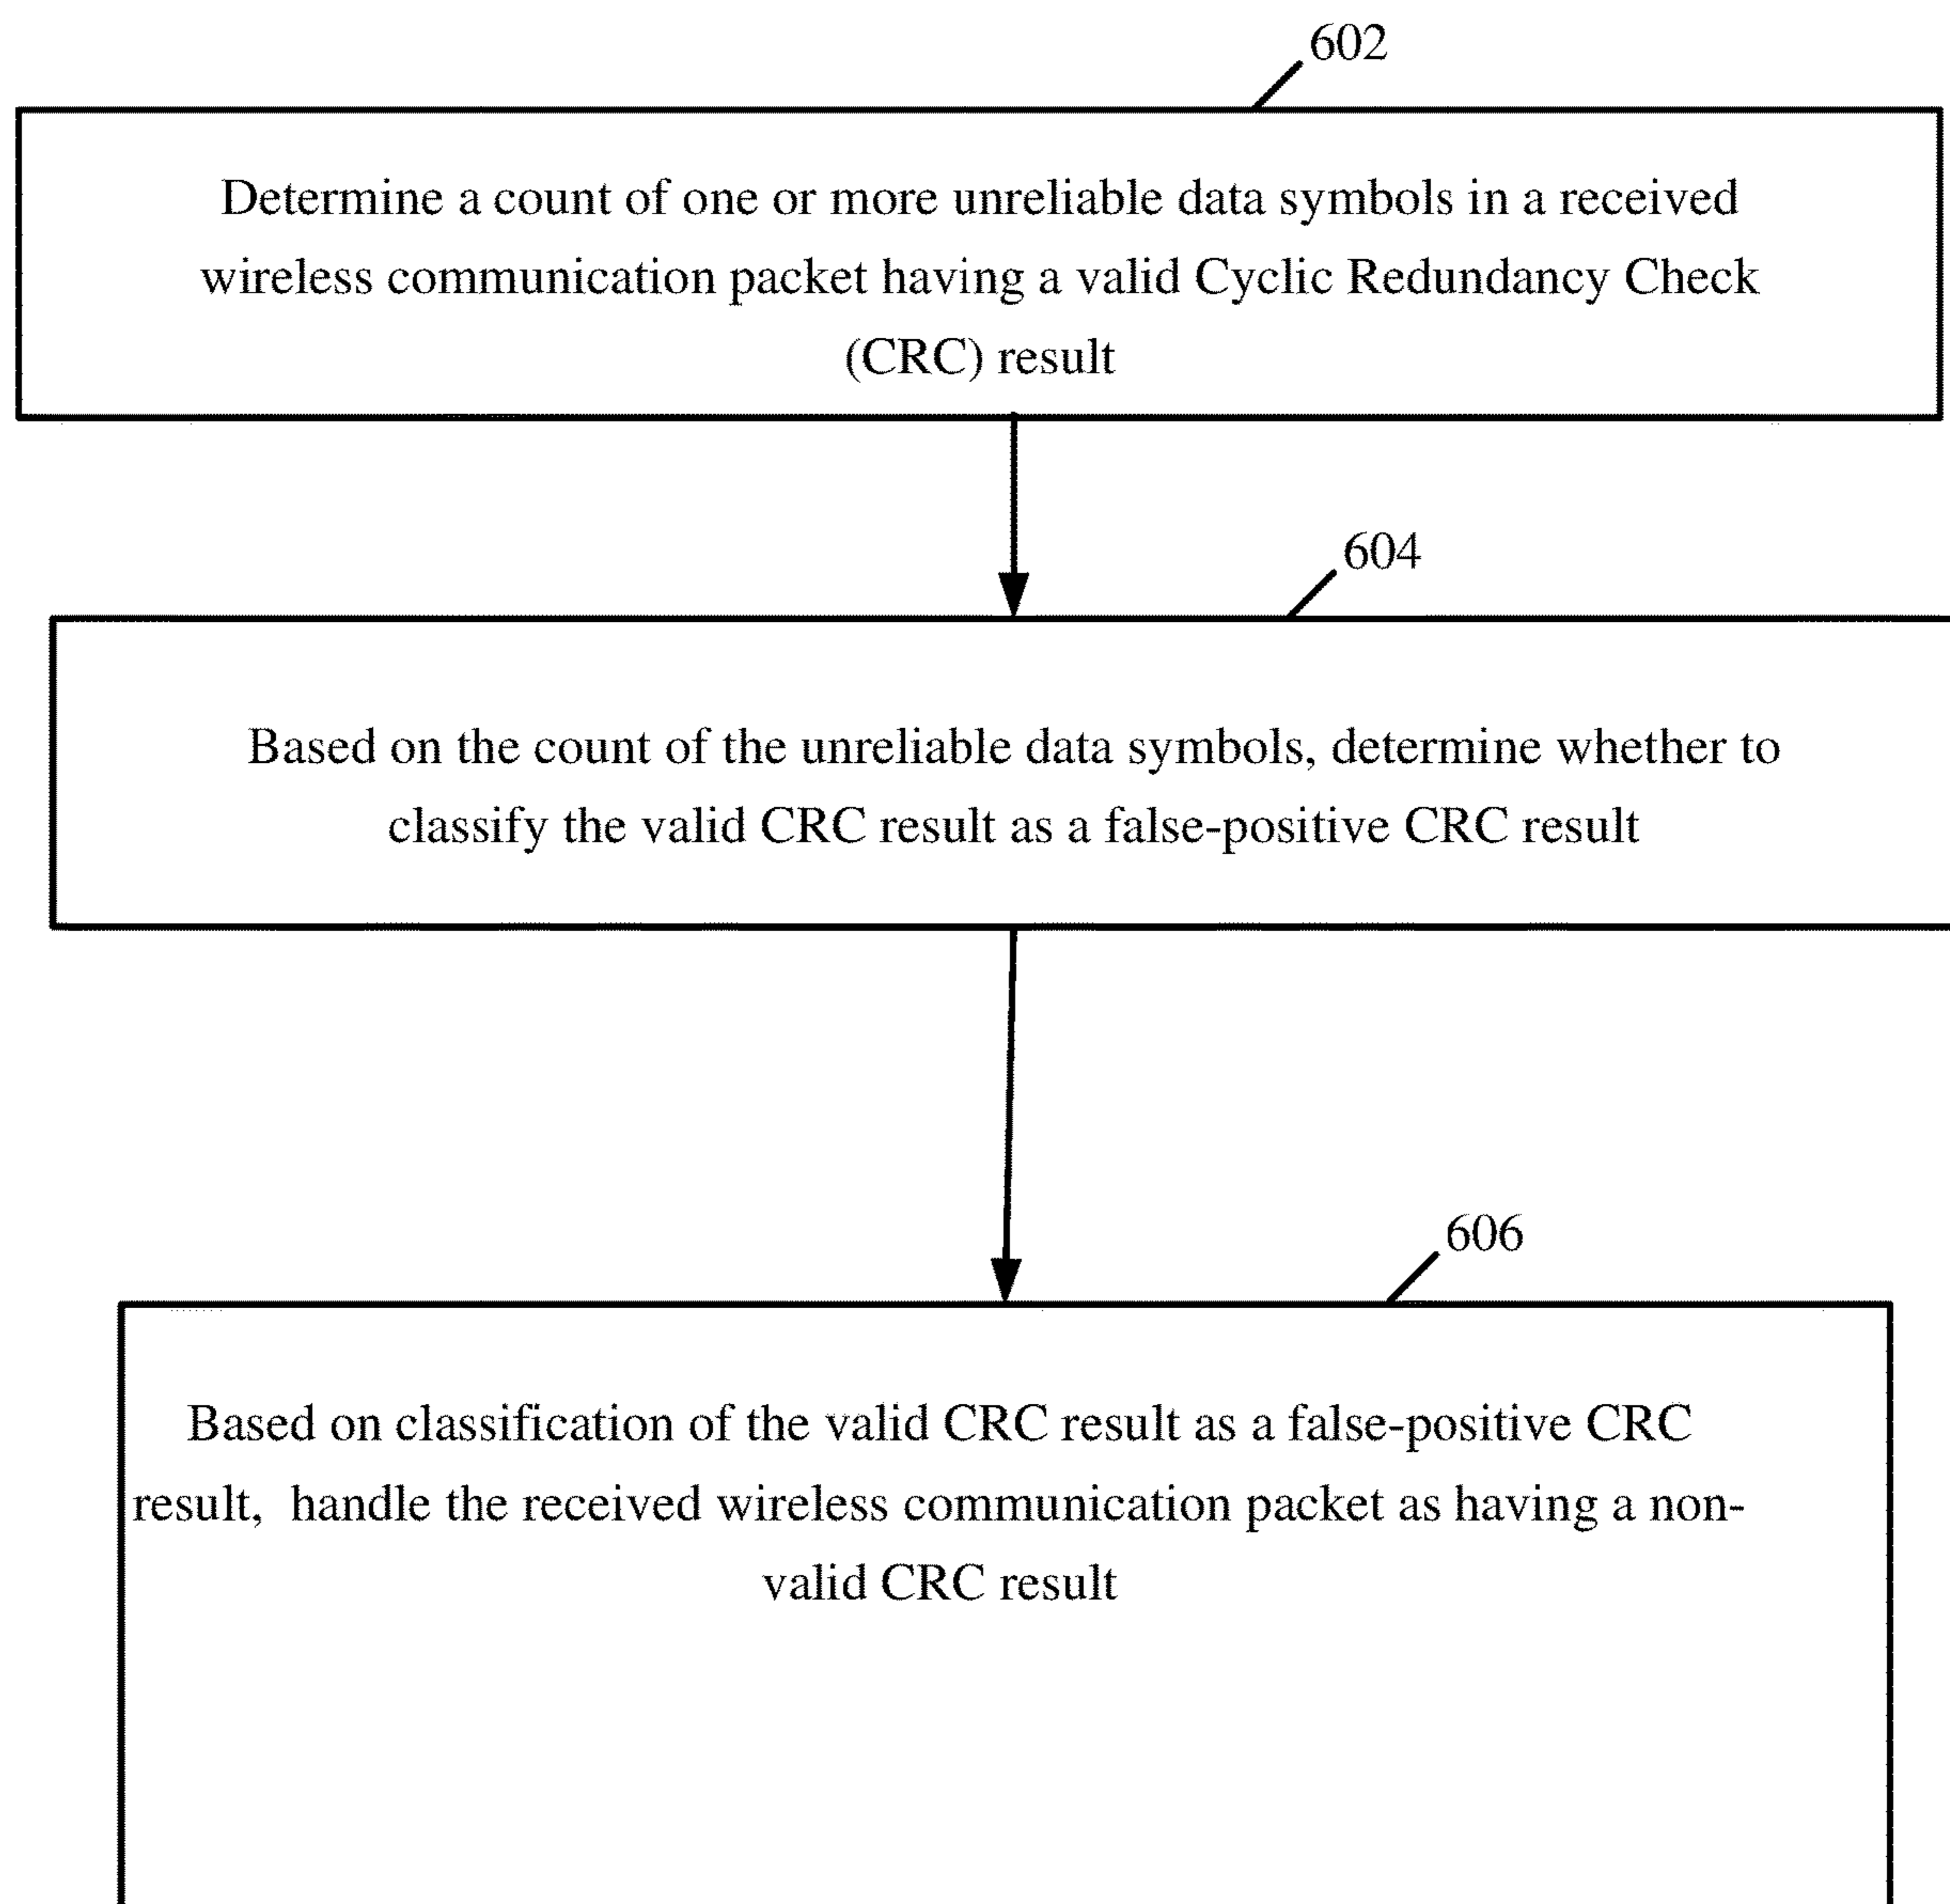 602
Determine a count of one or more unreliable data symbols in a received
wireless communication packet having a valid Cyclic Redundancy Check
(CRC) result
604
Based on the count of the unreliable data symbols, determine whether to
classify the valid CRC result as a false-positive CRC result
606
Based on classification of the valid CRC result as a false-positive CRC
result,  handle the received wireless communication packet as having a non-
valid CRC result